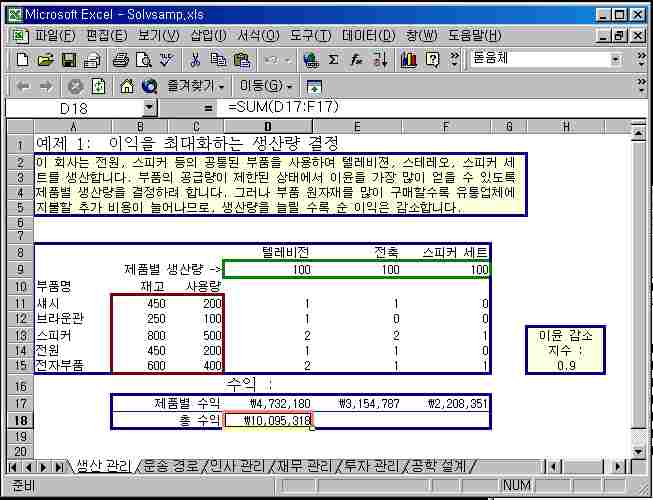 Microsoft Excel - Solvsamp.xls
파일(F) 편집(E) 보기(V) 삽입(I) 서식(O) 도구(T) 데이터(D) 창(W) 도움말(H)
돋움체
즐겨찾기 이동(G)
D18 = =SUM(D17:F17)
A B C D E F G H
1 예제 1: 이익을 최대화하는 생산량 결정
2 이 회사는 전원, 스피커 등의 공통된 부품을 사용하여 텔레비젼, 스테레오, 스피커 세
3 트를 생산합니다. 부품의 공급량이 제한된 상태에서 이윤을 가장 많이 얻을 수 있도록
4 제품별 생산량을 결정하려 합니다. 그러나 부품 원자재를 많이 구매할수록 유통업체에
5 지불할 추가 비용이 늘어나므로, 생산량을 늘릴 수록 순 이익은 감소합니다.
6
7
8 텔레비전 전축 스피커 세트
9 제품별 생산량 -> 100 100 100
10 부품명 재고 사용량
11 섀시 450 200 1 1 0
12 브라운관 250 100 1 0 0
13 스피커 800 500 2 2 1 이윤 감소
14 전원 450 200 1 1 0 지수 :
15 전자부품 600 400 2 1 1 0.9
16 수익 :
17 제품별 수익 ₩4,732,180 ₩3,154,787 ₩2,208,351
18 총 수익 ₩10,095,318
19
20
생산 관리 운송 경로 인사 관리 재무 관리 투자 관리 공학 설계
준비 NUM